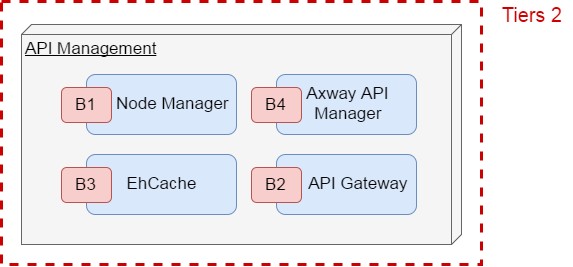 Tiers 2
API Management
B1
Node Manager
B4
Axway API
Manager
B3
EhCache
B2
API Gateway